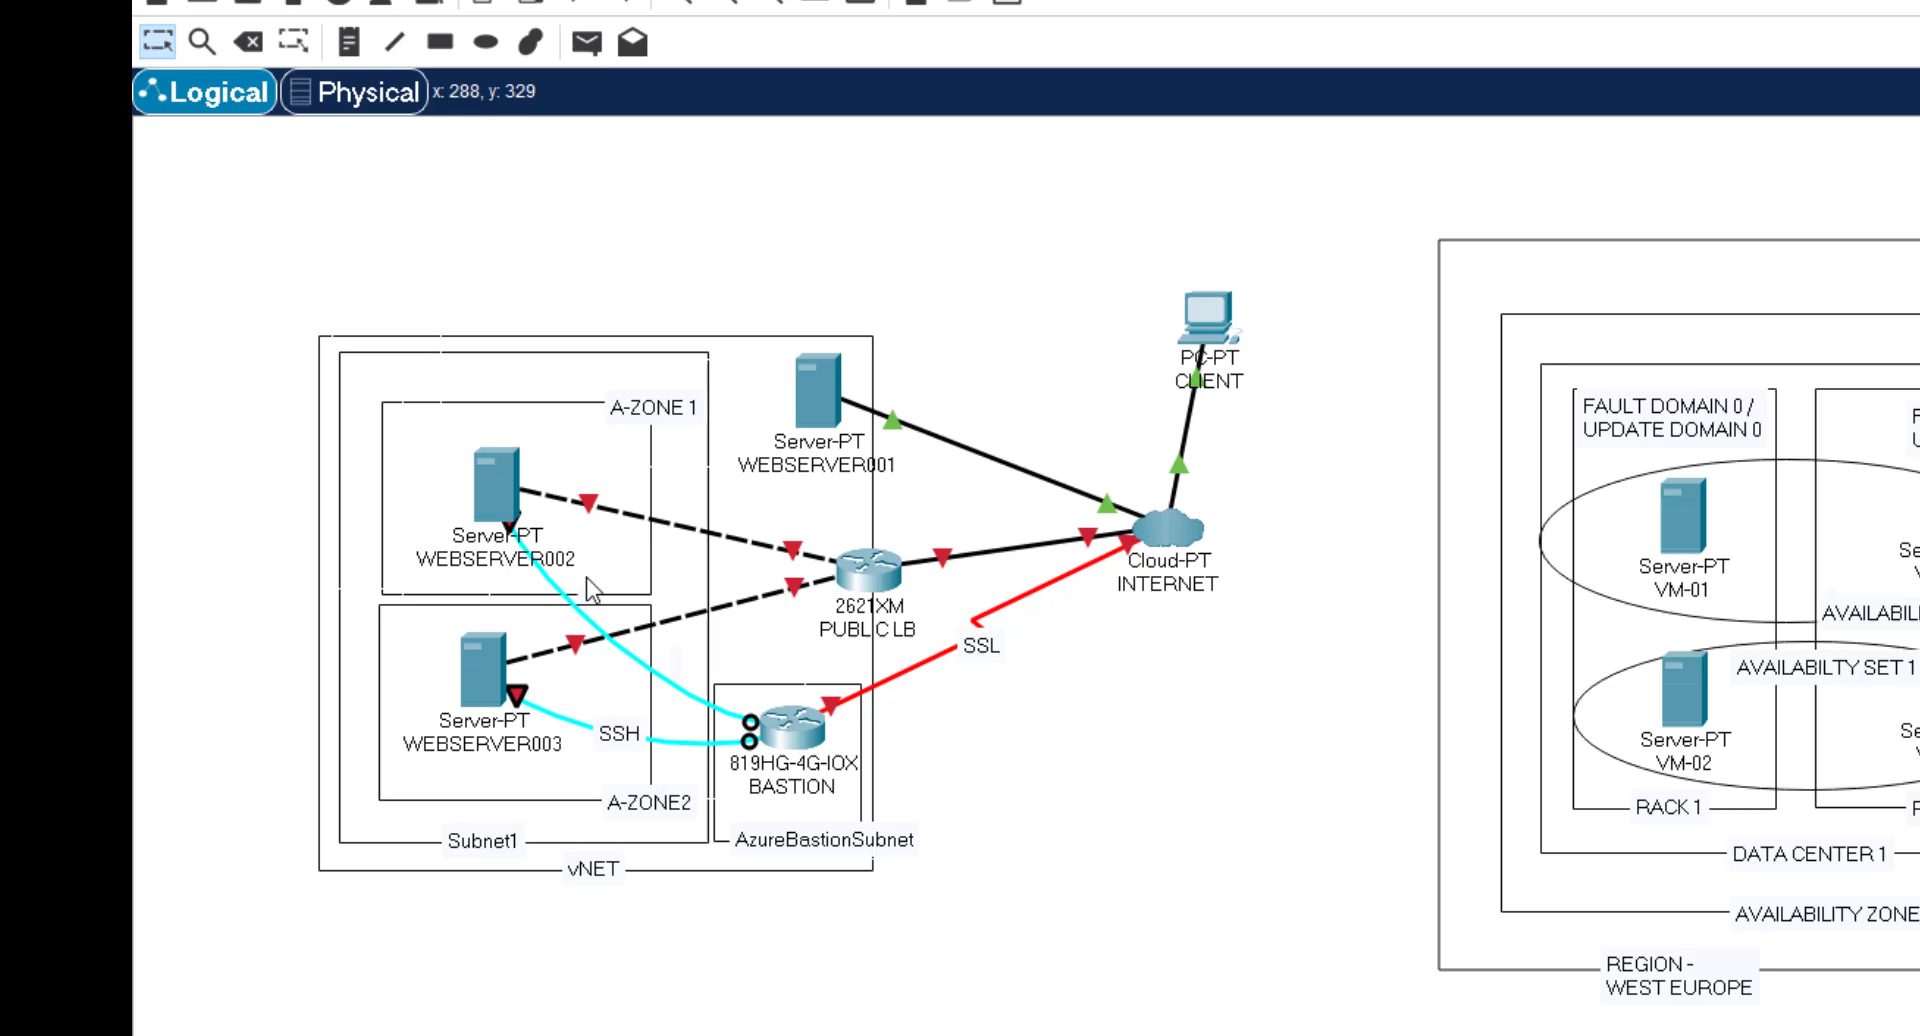 Logical
Physical
x: 288, y: 329
PC-PT
CLIENT
A-ZONE 1
Server-PT
WEBSERVER001
Server-PT
WEBSERVER002
Cloud-PT
INTERNET
2621XM
PUBLIC LB
SSL
Server-PT
WEBSERVER003
SSH
819HG-4G-IOX
BASTION
A-ZONE2
Subnet1
AzureBastionSubnet
vNET
FAULT DOMAIN 0 /
UPDATE DOMAIN 0
Server-PT
VM-01
AVAILABILTY SET 1
Server-PT
VM-02
RACK 1
DATA CENTER 1
AVAILABILITY ZONE
REGION -
WEST EUROPE